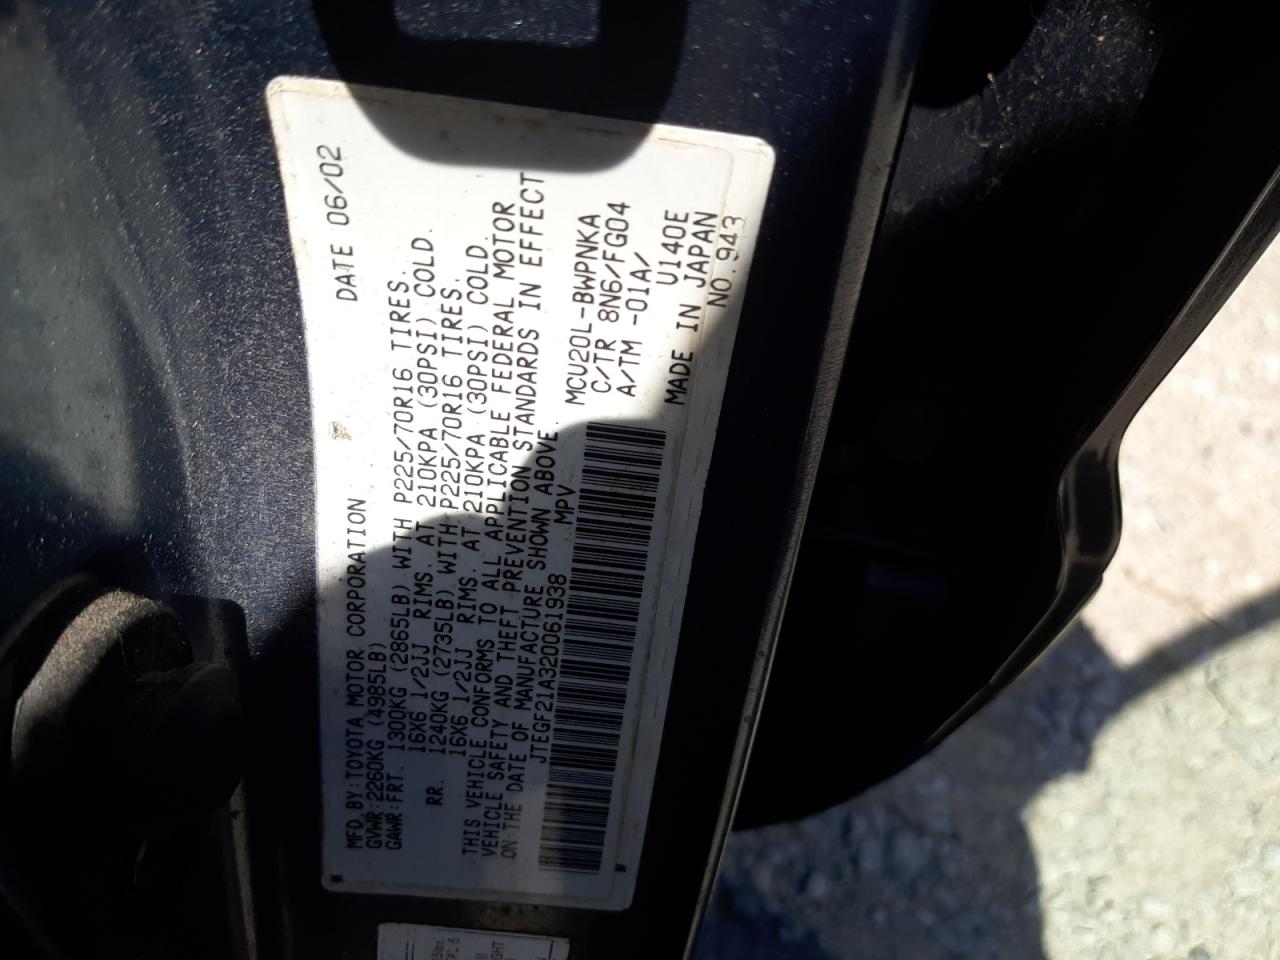 DATE 06/02
MFD. BY: TOYOTA MOTOR CORPORATION
GVWR: 2260KG (4985LB)
GAWR: FRT. 1300KG (2865LB) WITH P225/70R16 TIRES.
16X6 1/2JJ RIMS. AT 210KPA (30PSI) COLD.
RR. 1240KG (2735LB) WITH P225/70R16 TIRES.
16X6 1/2JJ RIMS. AT 210KPA (30PSI) COLD.
THIS VEHICLE CONFORMS TO ALL APPLICABLE FEDERAL MOTOR
VEHICLE SAFETY AND THEFT PREVENTION STANDARDS IN EFFECT
ON THE DATE OF MANUFACTURE SHOWN ABOVE.
JTEGF21A320061938 MPV
MCU20L-BWPNKA
C/TR 8N6/FG04
A/TM -01A/
U140E
MADE IN JAPAN
NO.943